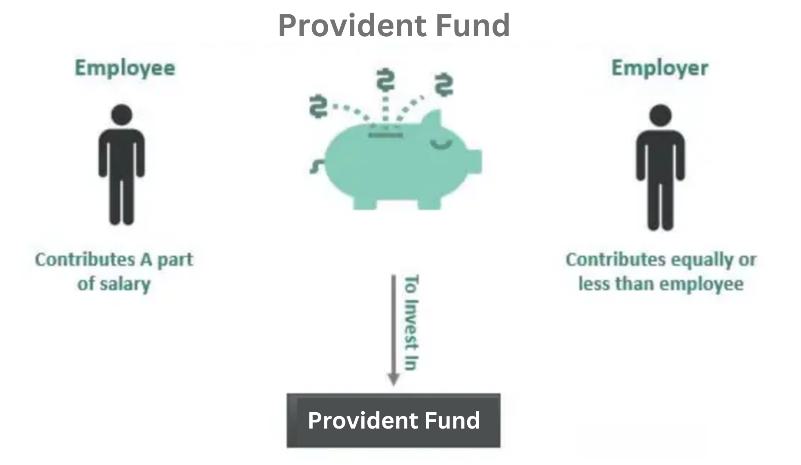 Provident Fund
Employee
Employer
Contributes A part
of salary
Contributes equally or
less than employee
To Invest In
Provident Fund